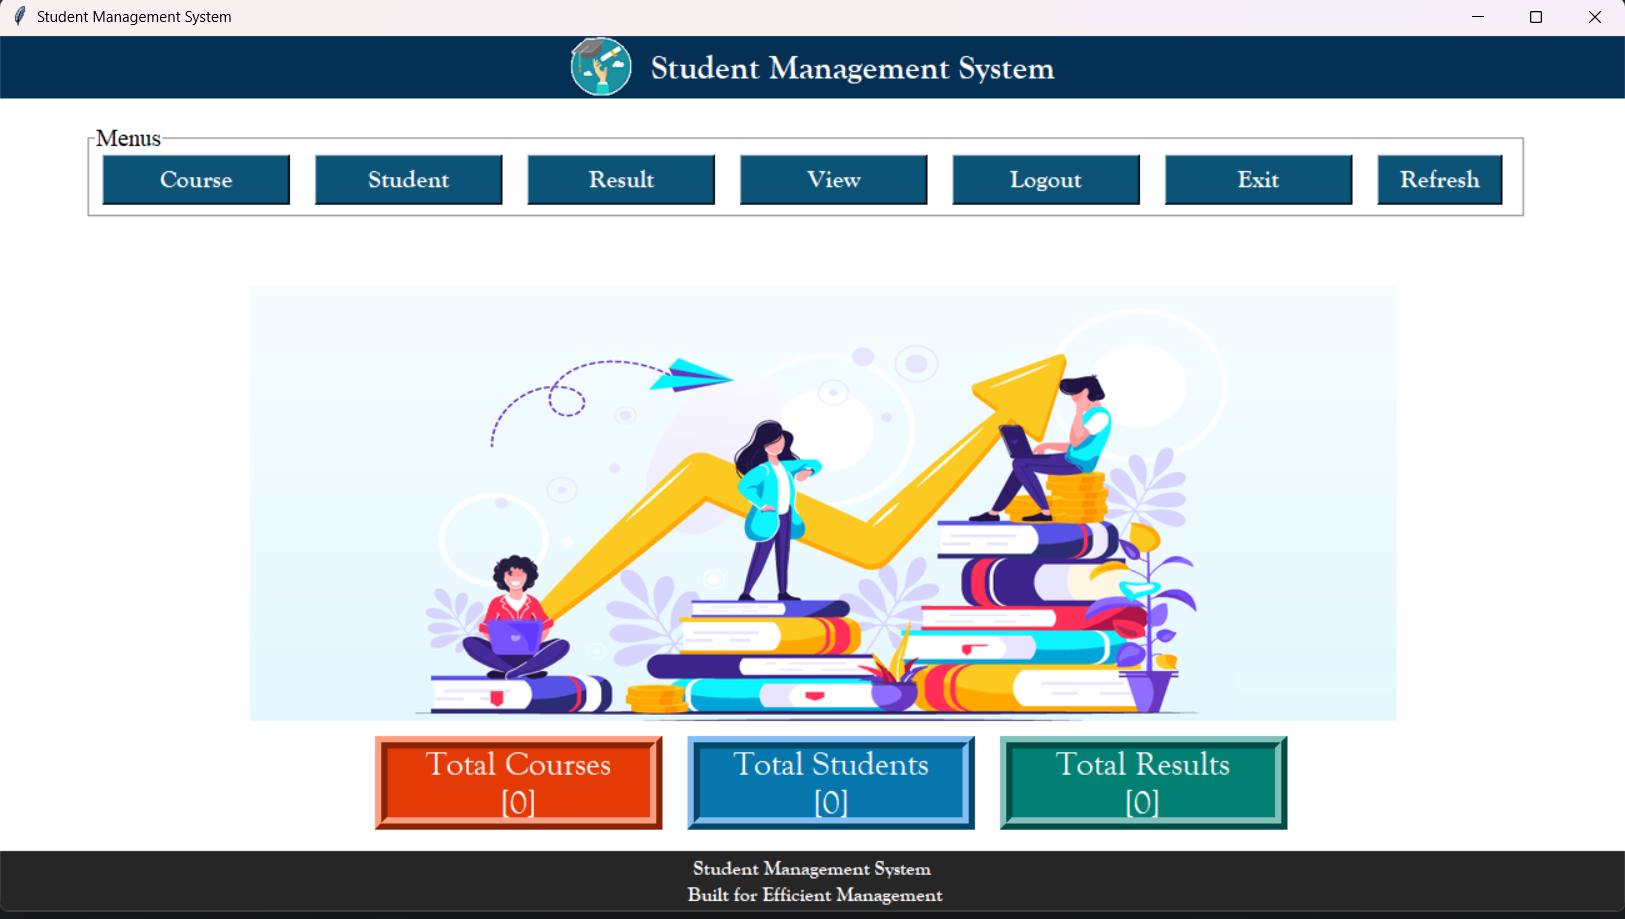 Student Management System
Student Management System
Menus
Course Student Result View Logout Exit Refresh
Total Courses
[0]
Total Students
[0]
Total Results
[0]
Student Management System
Built for Efficient Management